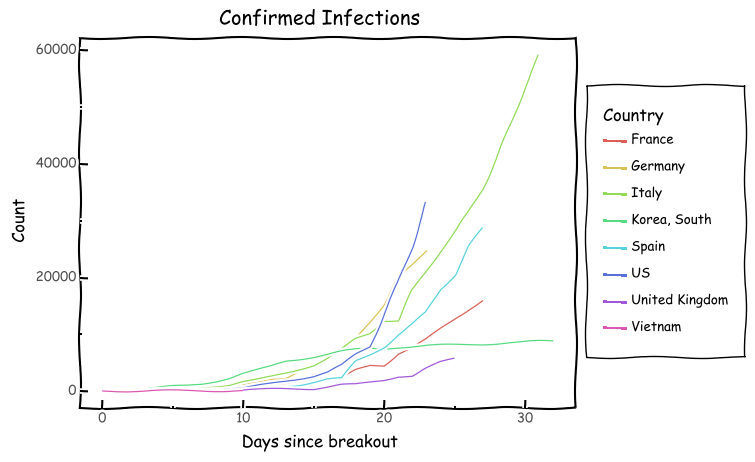 Confirmed Infections
60000
40000
20000
0
Count
0 10 20 30
Days since breakout
Country
France
Germany
Italy
Korea, South
Spain
US
United Kingdom
Vietnam